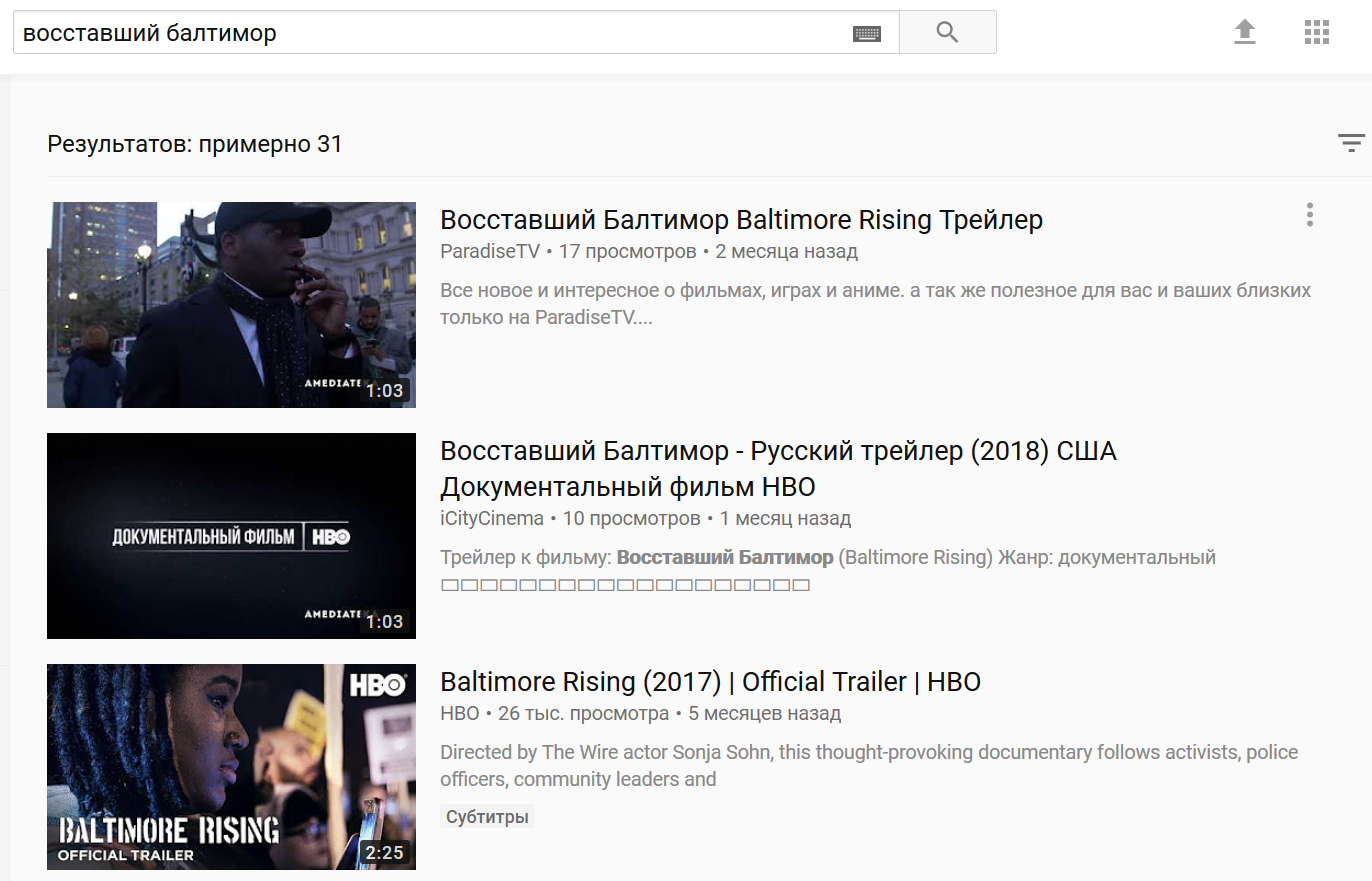 восставший балтимор
Результатов: примерно 31
AMEDIATE
1:03
Восставший Балтимор Baltimore Rising Трейлер
ParadiseTV • 17 просмотров • 2 месяца назад
Все новое и интересное о фильмах, играх и аниме. а так же полезное для вас и ваших близких
только на ParadiseTV....
ДОКУМЕНТАЛЬНЫЙ ФИЛЬМ HBO
AMEDIATE
1:03
Восставший Балтимор - Русский трейлер (2018) США
Документальный фильм HBO
iCityCinema • 10 просмотров • 1 месяц назад
Трейлер к фильму: Восставший Балтимор (Baltimore Rising) Жанр: документальный
HBO
BALTIMORE RISING
OFFICIAL TRAILER
2:25
Baltimore Rising (2017) | Official Trailer | HBO
HBO • 26 тыс. просмотра • 5 месяцев назад
Directed by The Wire actor Sonja Sohn, this thought-provoking documentary follows activists, police
officers, community leaders and
Субтитры